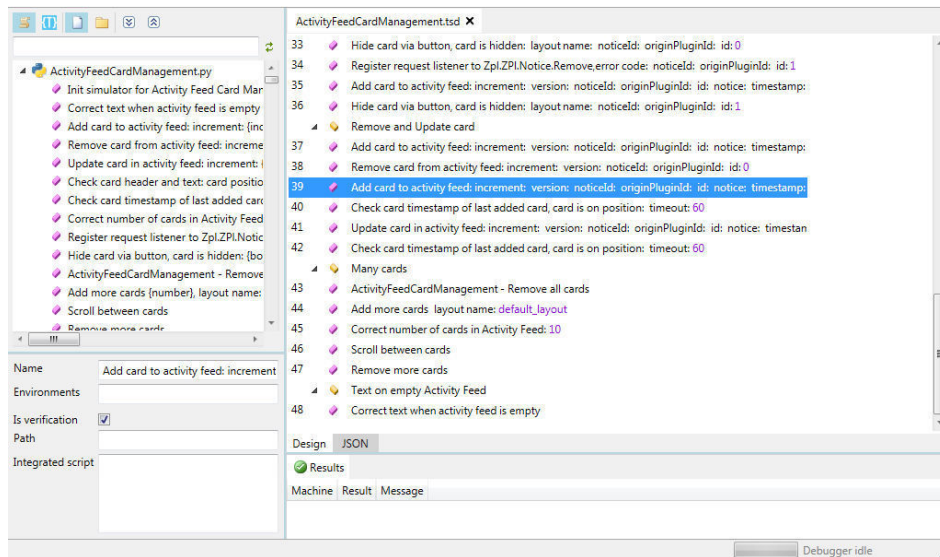 ActivityFeedCardManagement.py
Init simulator for Activity Feed Card Mar
Correct text when activity feed is empty
Add card to activity feed: increment: {inc
Remove card from activity feed: increme
Update card in activity feed: increment: {
Check card header and text: card positio
Check card timestamp of last added card
Correct number of cards in Activity Feed
Register request listener to Zpl.ZPI.Notic
Hide card via button, card is hidden: {bo
ActivityFeedCardManagement - Remove
Add more cards {number}, layout name:
Scroll between cards
Remove more cards
Name Add card to activity feed: increment
Environments
Is verification
Path
Integrated script
ActivityFeedCardManagement.tsd
33 Hide card via button, card is hidden: layout name: noticeId: originPluginId: id: 0
34 Register request listener to Zpl.ZPI.Notice.Remove,error code: noticeId: originPluginId: id: 1
35 Add card to activity feed: increment: version: noticeId: originPluginId: id: notice: timestamp:
36 Hide card via button, card is hidden: layout name: noticeId: originPluginId: id: 1
Remove and Update card
37 Add card to activity feed: increment: version: noticeId: originPluginId: id: notice: timestamp:
38 Remove card from activity feed: increment: version: noticeId: originPluginId: id: 0
39 Add card to activity feed: increment: version: noticeId: originPluginId: id: notice: timestamp:
40 Check card timestamp of last added card, card is on position: timeout: 60
41 Update card in activity feed: increment: version: noticeId: originPluginId: id: notice: timestan
42 Check card timestamp of last added card, card is on position: timeout: 60
Many cards
43 ActivityFeedCardManagement - Remove all cards
44 Add more cards layout name: default_layout
45 Correct number of cards in Activity Feed: 10
46 Scroll between cards
47 Remove more cards
Text on empty Activity Feed
48 Correct text when activity feed is empty
Design JSON
Results
Machine Result Message
Debugger idle